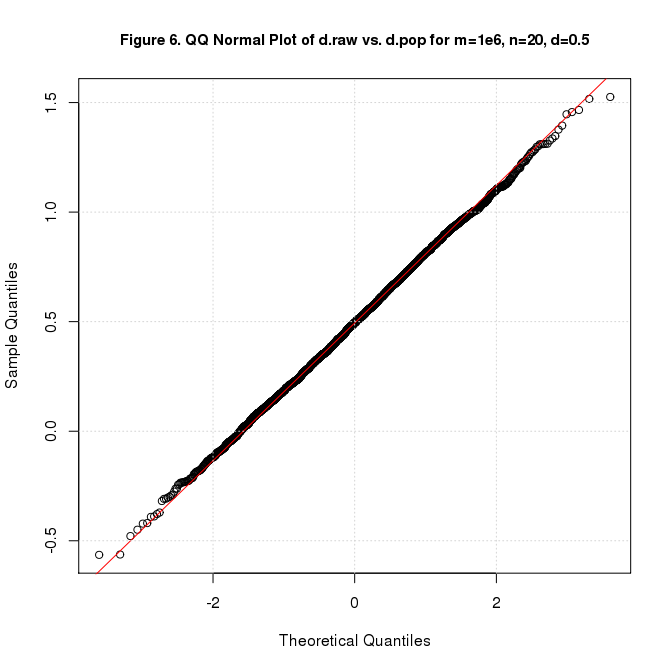 Figure 6. QQ Normal Plot of d.raw vs. d.pop for m=1e6, n=20, d=0.5
Sample Quantiles
1.5
1.0
0.5
0.0
-0.5
-2
0
2
Theoretical Quantiles